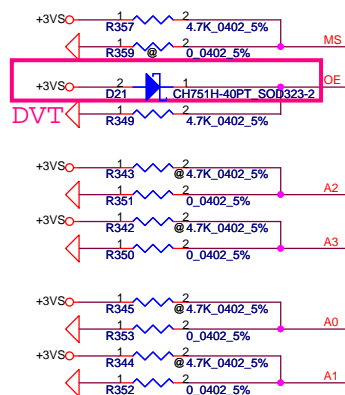 +3VS 1 2
R357 4.7K_0402_5%
1 2 MS
R359 @ 0_0402_5%
+3VS 2 1 OE
D21 CH751H-40PT_SOD323-2
DVT 1 2
R349 4.7K_0402_5%
+3VS 1 2
R343 @ 4.7K_0402_5%
1 2 A2
R351 0_0402_5%
+3VS 1 2
R342 @ 4.7K_0402_5%
1 2 A3
R350 0_0402_5%
+3VS 1 2
R345 @ 4.7K_0402_5%
1 2 A0
R353 0_0402_5%
+3VS 1 2
R344 @ 4.7K_0402_5%
1 2 A1
R352 0_0402_5%